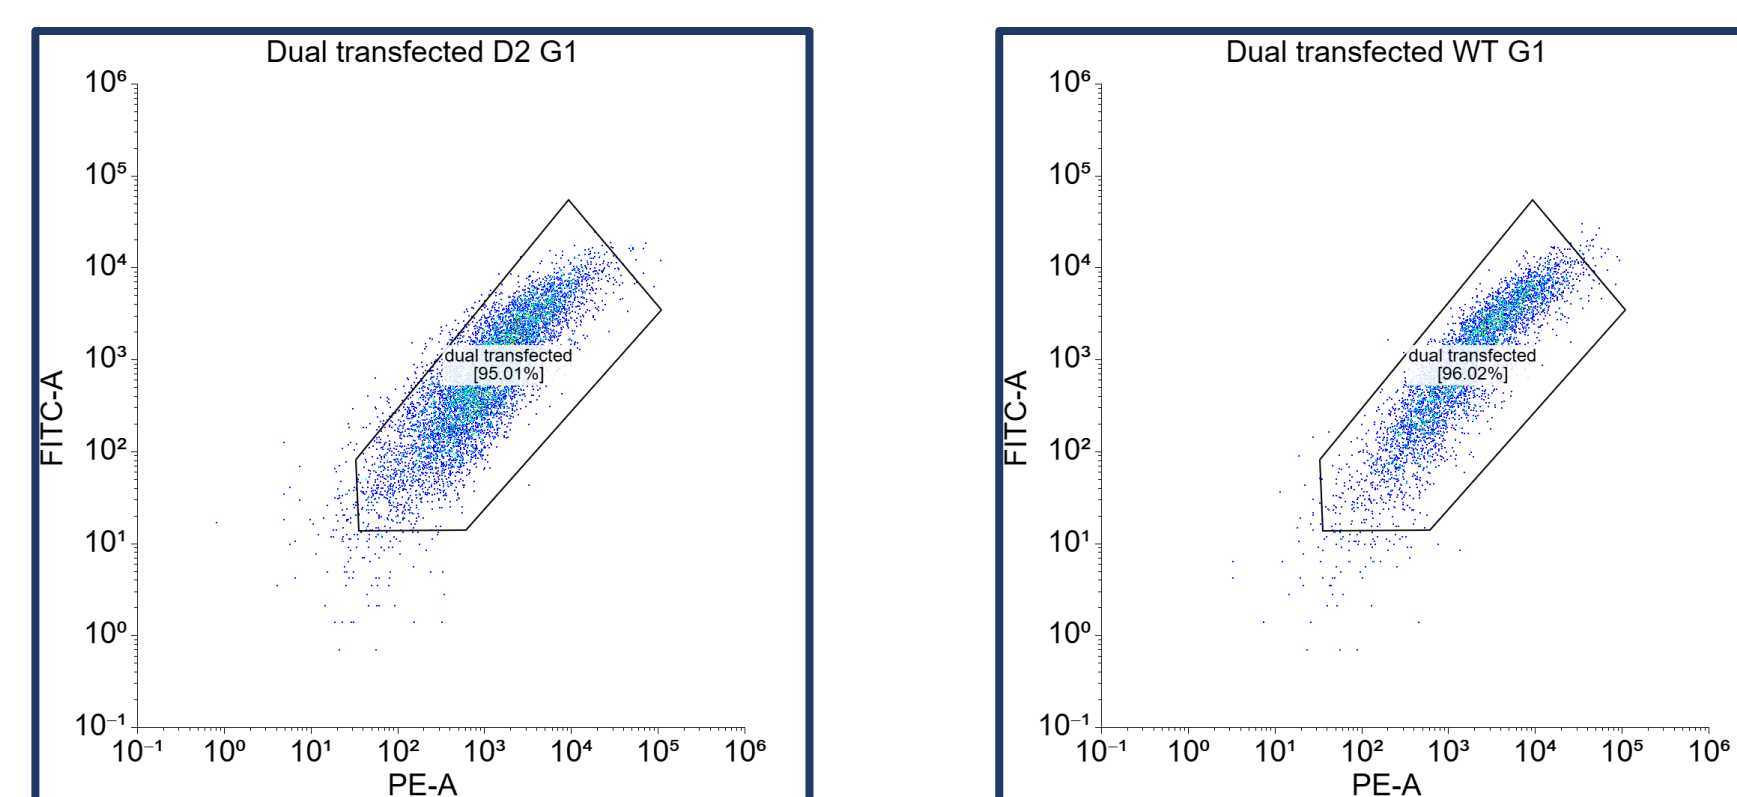 Dual transfected D2 G1
10⁶
10⁵
10⁴
10³
10²
10¹
10⁰
10⁻¹
FITC-A
dual transfected
[95.01%]
10⁻¹ 10⁰ 10¹ 10² 10³ 10⁴ 10⁵ 10⁶
PE-A
Dual transfected WT G1
10⁶
10⁵
10⁴
10³
10²
10¹
10⁰
10⁻¹
FITC-A
dual transfected
[96.02%]
10⁻¹ 10⁰ 10¹ 10² 10³ 10⁴ 10⁵ 10⁶
PE-A